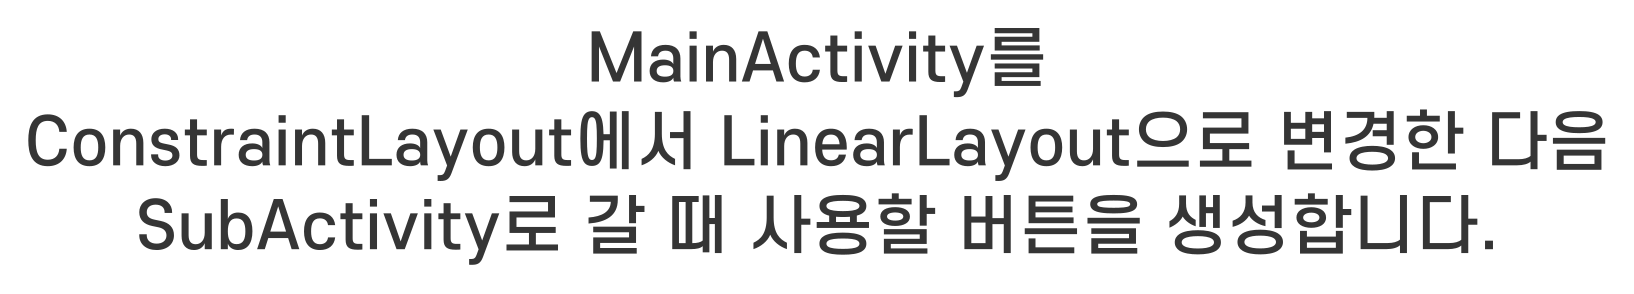 MainActivity를
ConstraintLayout에서 LinearLayout으로 변경한 다음
SubActivity로 갈 때 사용할 버튼을 생성합니다.